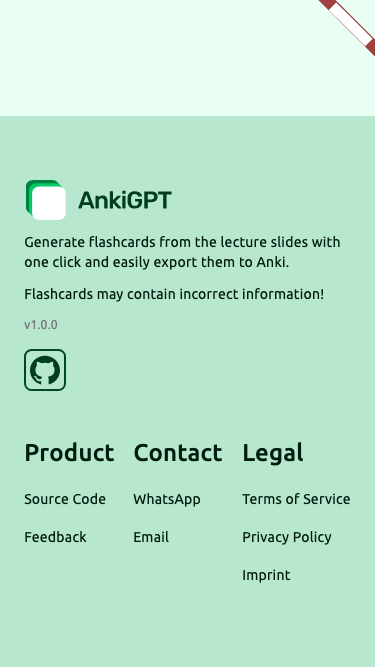 AnkiGPT
Generate flashcards from the lecture slides with
one click and easily export them to Anki.
Flashcards may contain incorrect information!
v1.0.0
Product
Source Code
Feedback
Contact
WhatsApp
Email
Legal
Terms of Service
Privacy Policy
Imprint